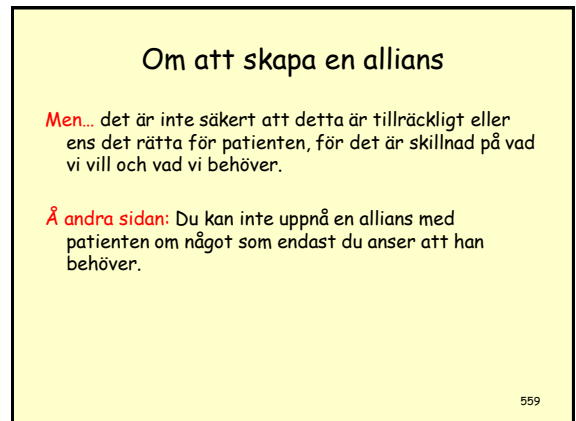 Om att skapa en allians
Men… det är inte säkert att detta är tillräckligt eller
ens det rätta för patienten, för det är skillnad på vad
vi vill och vad vi behöver.
Å andra sidan: Du kan inte uppnå en allians med
patienten om något som endast du anser att han
behöver.
559